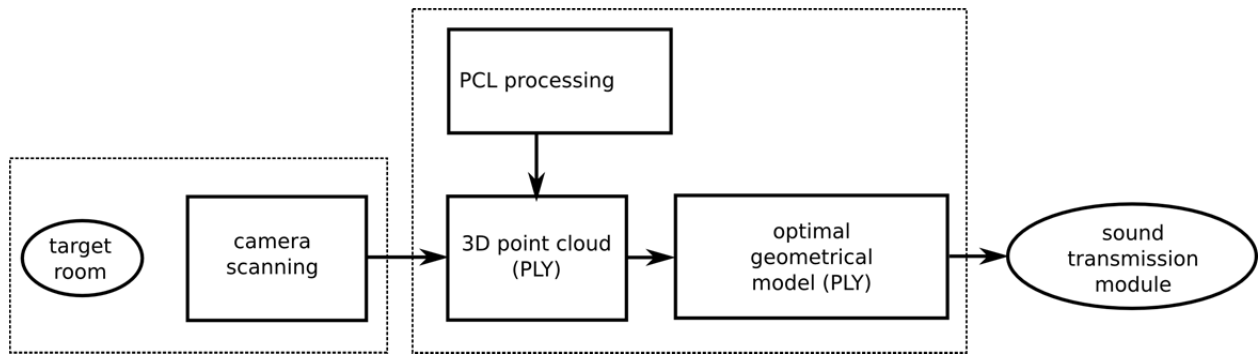 PCL processing
target
room
camera
scanning
3D point cloud
(PLY)
optimal
geometrical
model (PLY)
sound
transmission
module